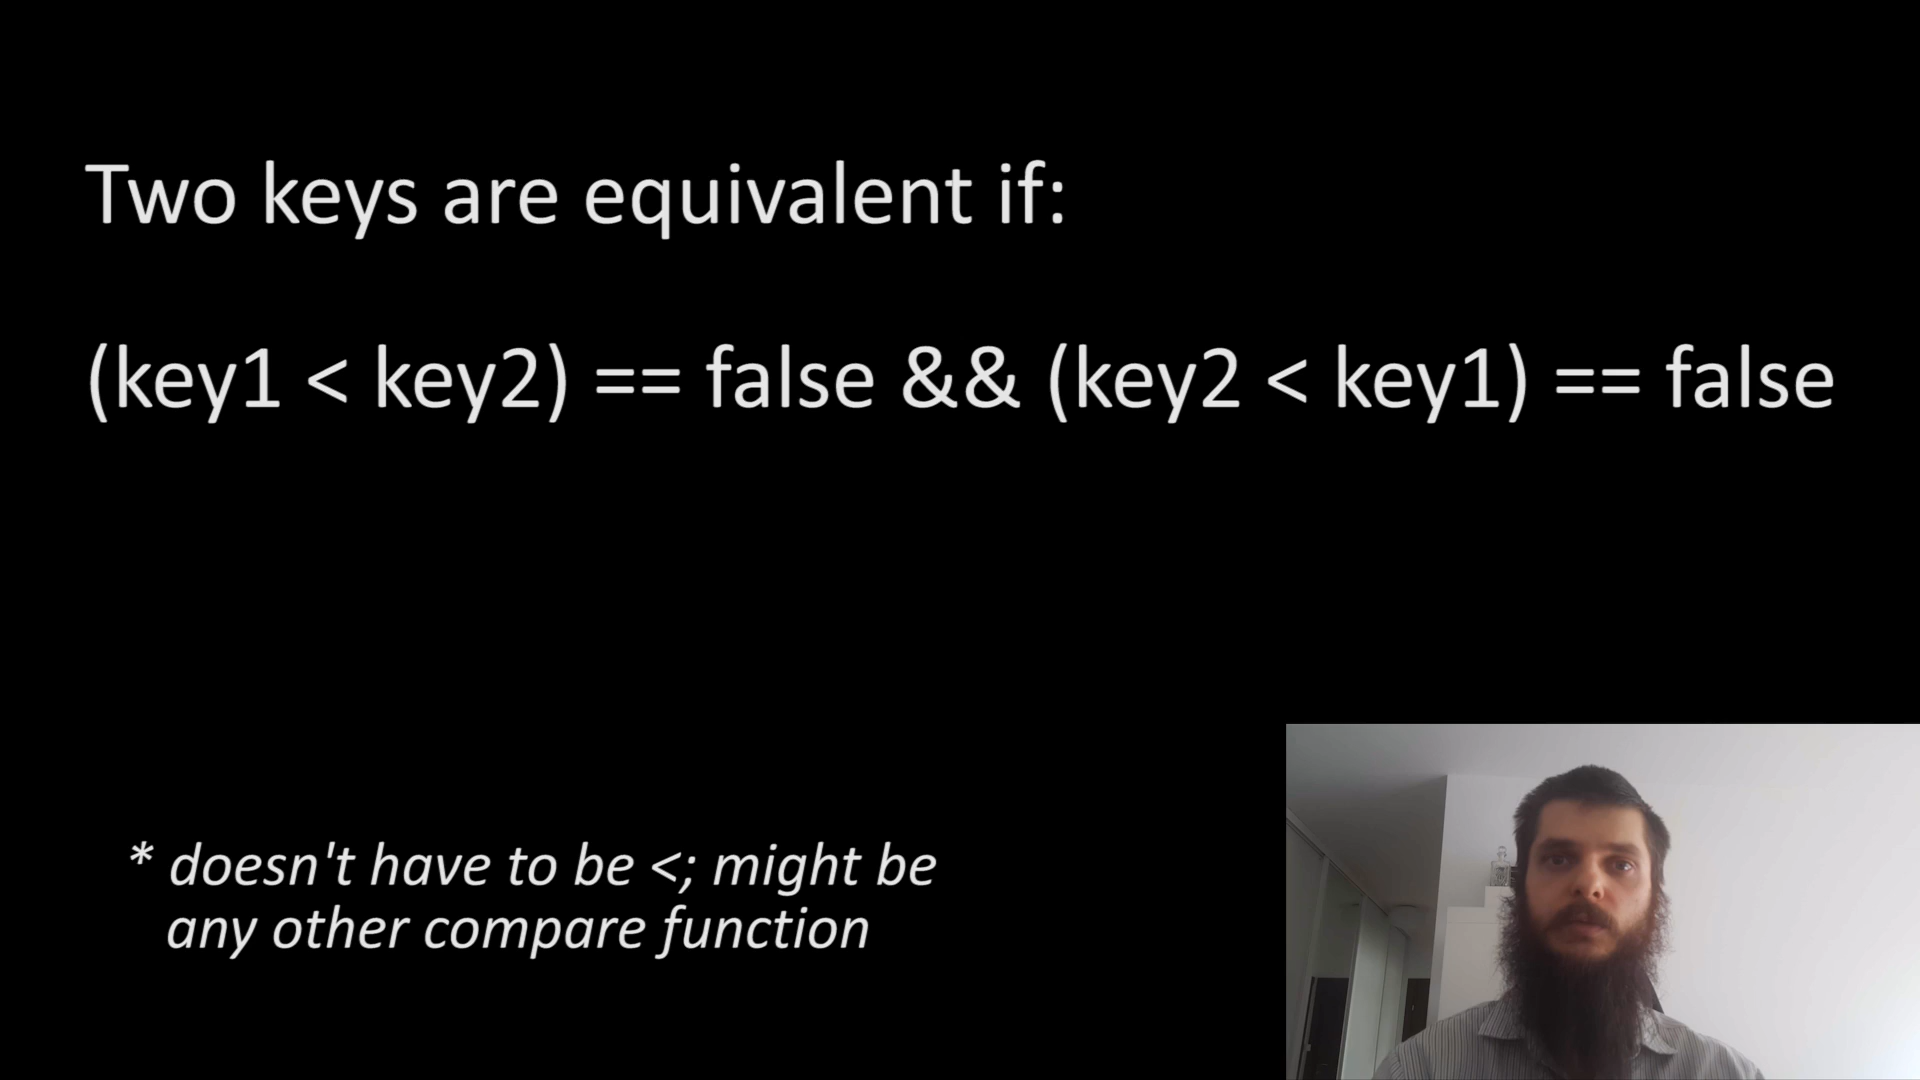 Two keys are equivalent if:
(key1 < key2) == false && (key2 < key1) == false
* doesn't have to be <; might be
any other compare function